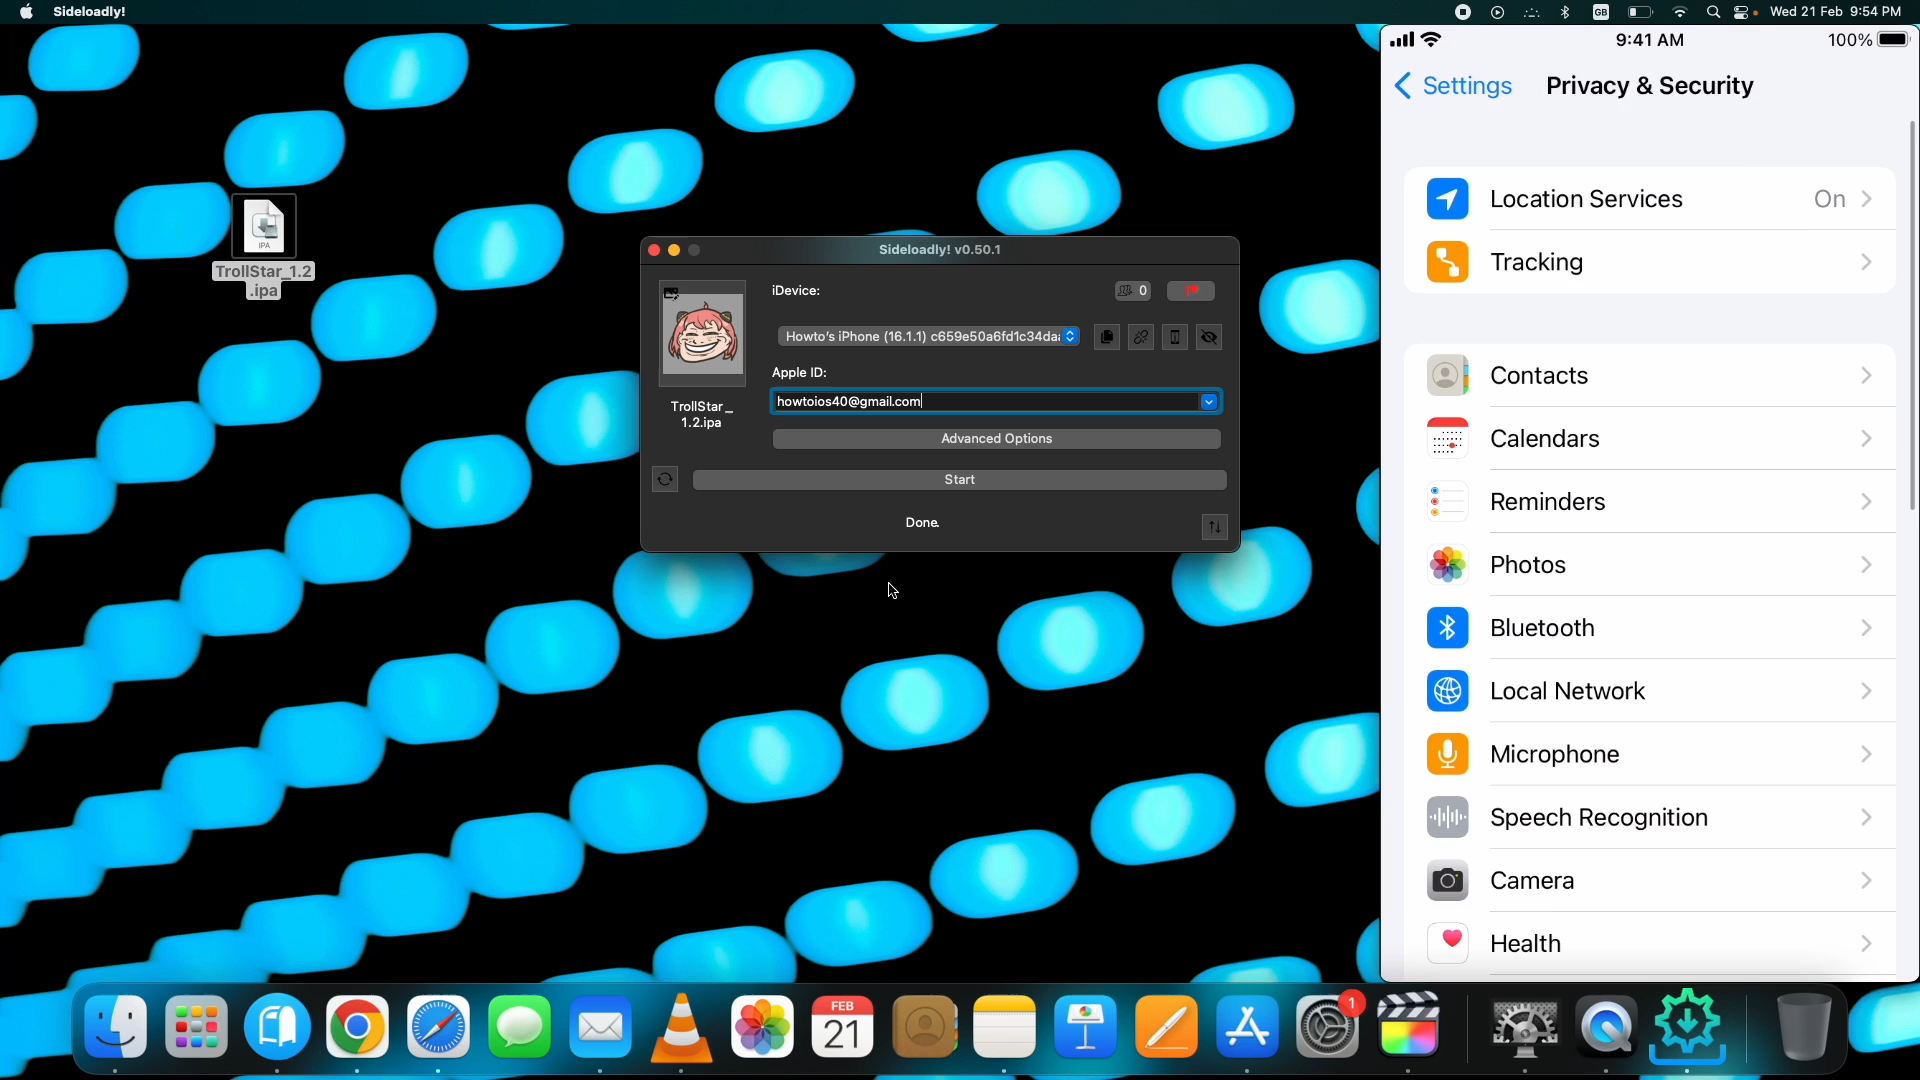 Sideloadly!
GB
Wed 21 Feb 9:54 PM
TrollStar_1.2
.ipa
IPA
Sideloadly! v0.50.1
iDevice:
0
Howto's iPhone (16.1.1) c659e50a6fd1c34daa
Apple ID:
howtoios40@gmail.com
TrollStar_
1.2.ipa
Advanced Options
Start
Done.
9:41 AM
100%
Settings
Privacy & Security
Location Services On
Tracking
Contacts
Calendars
Reminders
Photos
Bluetooth
Local Network
Microphone
Speech Recognition
Camera
Health
FEB
21
1